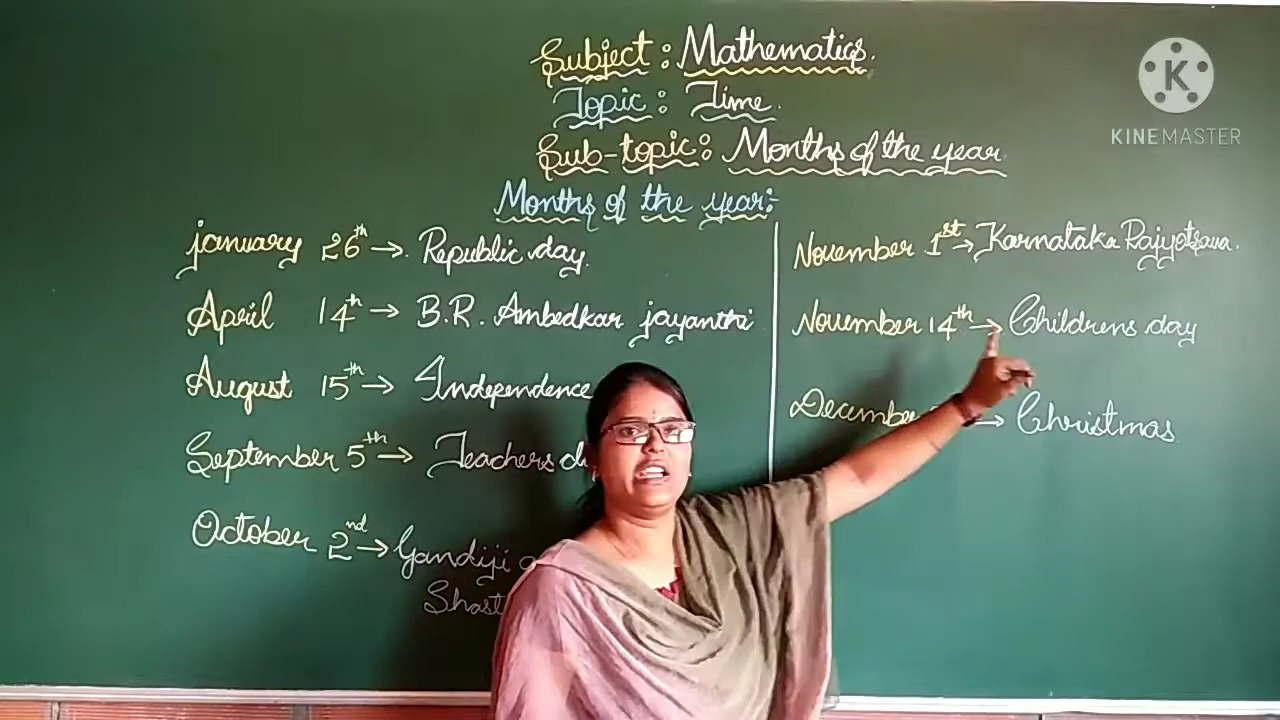 Subject : Mathematics.
Topic : Time.
Sub-topic : Months of the year
Months of the year:-
january 26th → Republic day.
April 14th → B.R. Ambedkar jayanthi
August 15th → Independence
September 5th → Teachers
October 2nd → Gandiji
November 1st → Karnataka Rajyotsava.
November 14th → Childrens day
December → Christmas
K
KINEMASTER